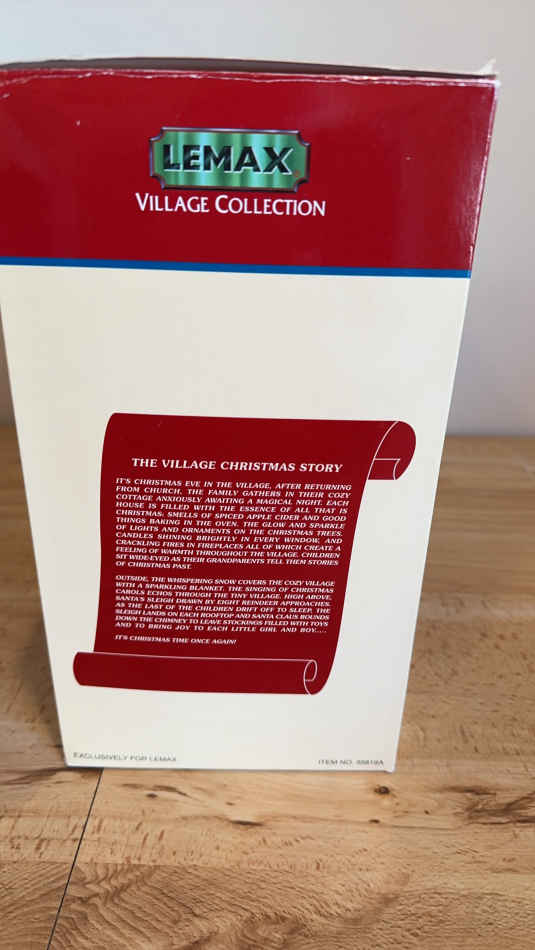 LEMAX
VILLAGE COLLECTION
THE VILLAGE CHRISTMAS STORY
IT'S CHRISTMAS EVE IN THE VILLAGE, AFTER RETURNING
FROM CHURCH, THE FAMILY GATHERS IN THEIR COZY
COTTAGE ANXIOUSLY AWAITING A MAGICAL NIGHT. EACH
HOUSE IS FILLED WITH THE ESSENCE OF ALL THAT IS
CHRISTMAS; SMELLS OF SPICED APPLE CIDER AND GOOD
THINGS BAKING IN THE OVEN, THE GLOW AND SPARKLE
OF LIGHTS AND ORNAMENTS ON THE CHRISTMAS TREES,
CANDLES SHINING BRIGHTLY IN EVERY WINDOW, AND
CRACKLING FIRES IN FIREPLACES ALL OF WHICH CREATE A
FEELING OF WARMTH THROUGHOUT THE VILLAGE. CHILDREN
SIT WIDE-EYED AS THEIR GRANDPARENTS TELL THEM STORIES
OF CHRISTMAS PAST.
OUTSIDE, THE WHISPERING SNOW COVERS THE COZY VILLAGE
WITH A SPARKLING BLANKET. THE SINGING OF CHRISTMAS
CAROLS ECHOS THROUGH THE TINY VILLAGE. HIGH ABOVE,
SANTA'S SLEIGH DRAWN BY EIGHT REINDEER APPROACHES.
AS THE LAST OF THE CHILDREN DRIFT OFF TO SLEEP, THE
SLEIGH LANDS ON EACH ROOFTOP AND SANTA CLAUS BOUNDS
DOWN THE CHIMNEY TO LEAVE STOCKINGS FILLED WITH TOYS
AND TO BRING JOY TO EACH LITTLE GIRL AND BOY.....
IT'S CHRISTMAS TIME ONCE AGAIN!
EXCLUSIVELY FOR LEMAX
ITEM NO.